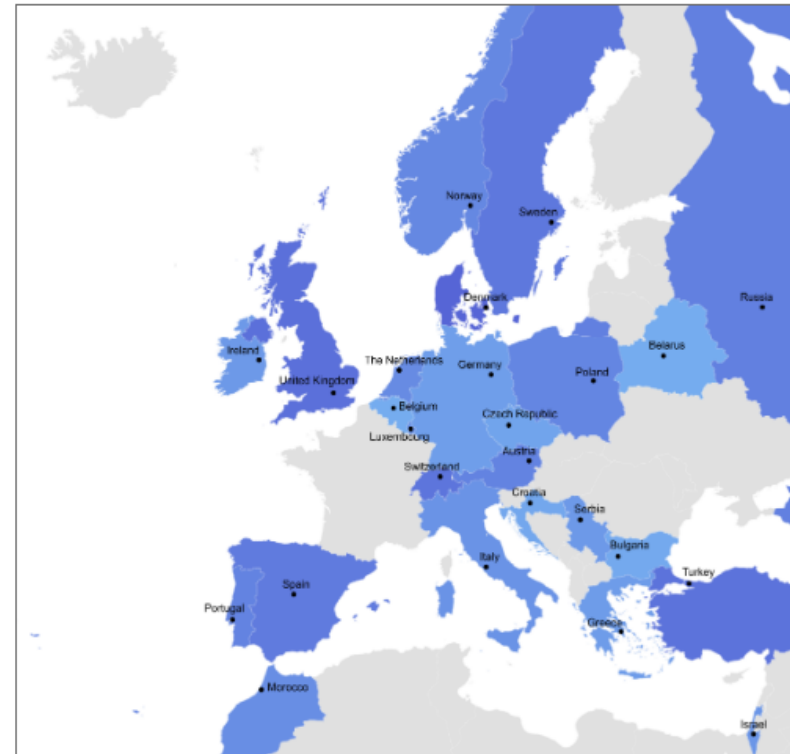 Norway
Sweden
Denmark
Russia
Ireland
Belarus
The Netherlands
Germany
Poland
United Kingdom
Belgium
Czech Republic
Luxembourg
Austria
Switzerland
Croatia
Serbia
Bulgaria
Italy
Turkey
Spain
Portugal
Greece
Morocco
Israel